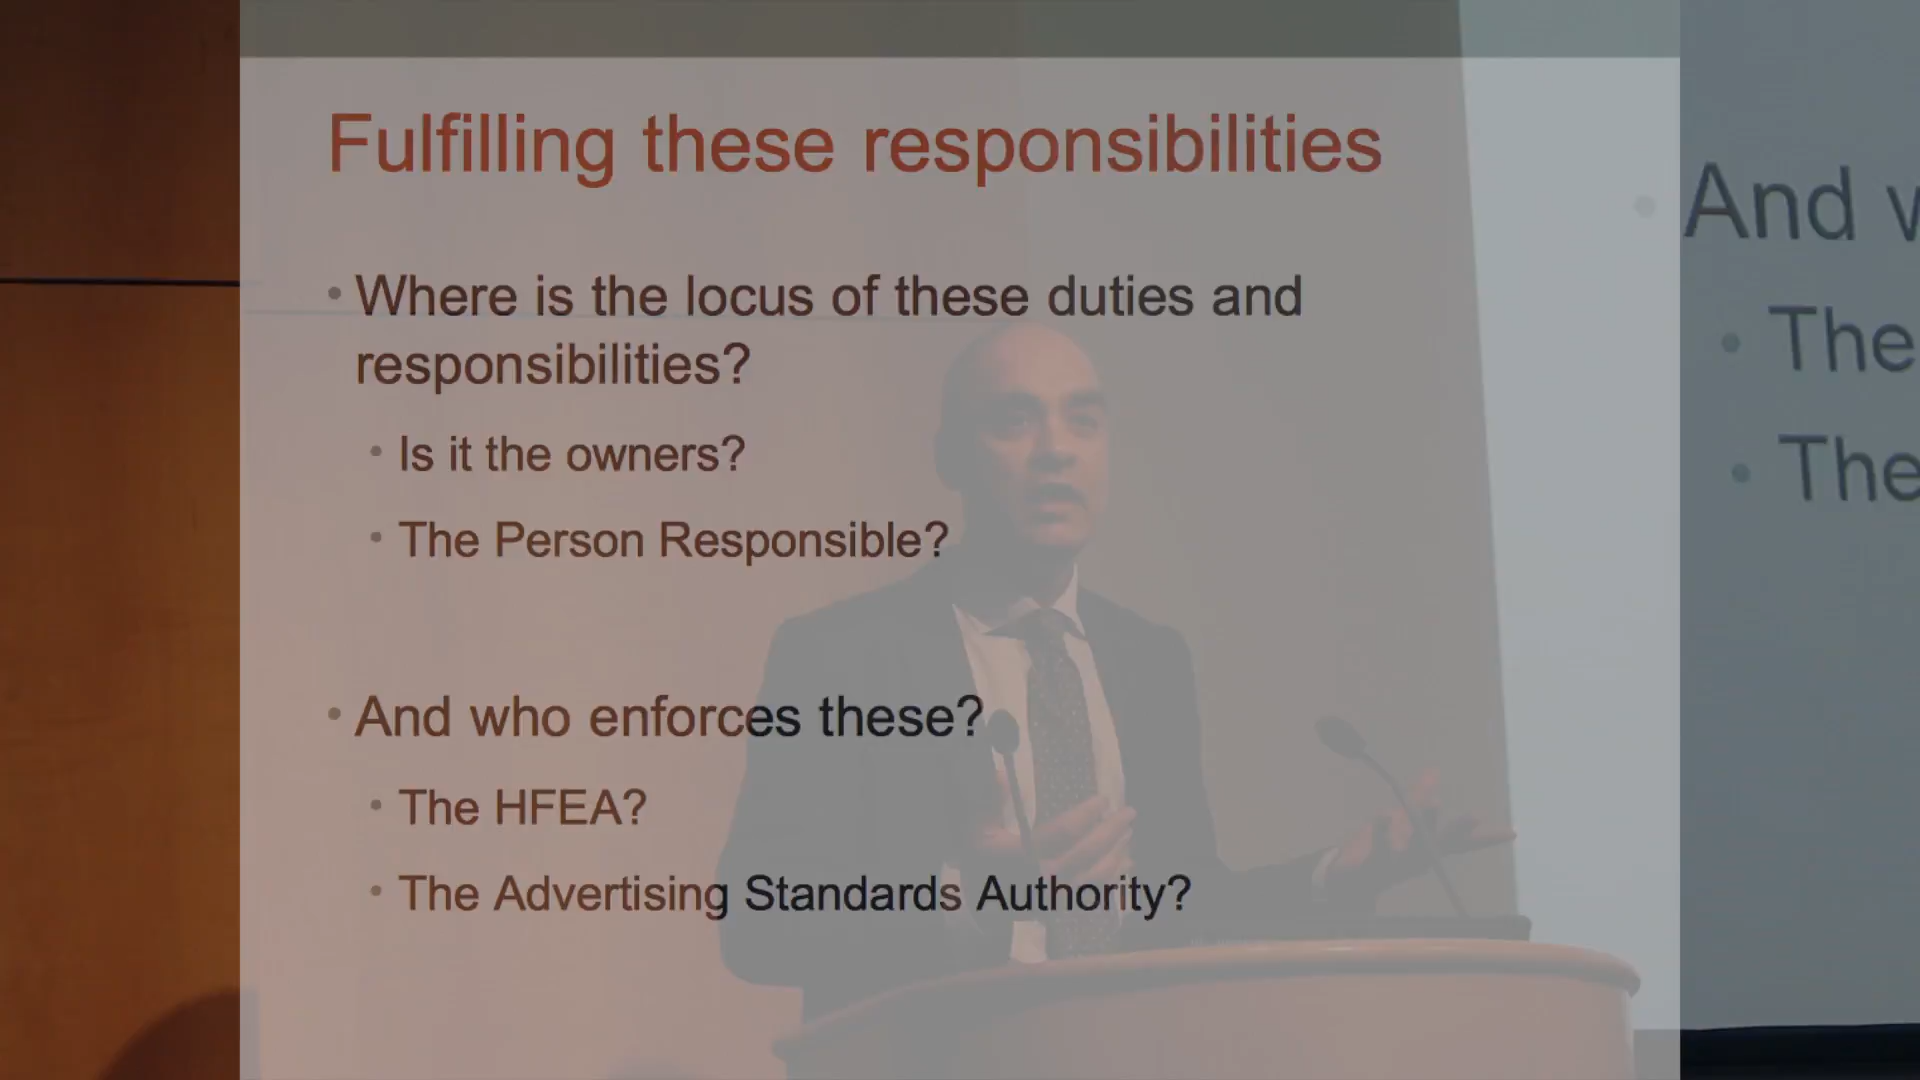 Fulfilling these responsibilities
• Where is the locus of these duties and
responsibilities?
• Is it the owners?
• The Person Responsible?
• And who enforces these?
• The HFEA?
• The Advertising Standards Authority?
• And
• The
• The